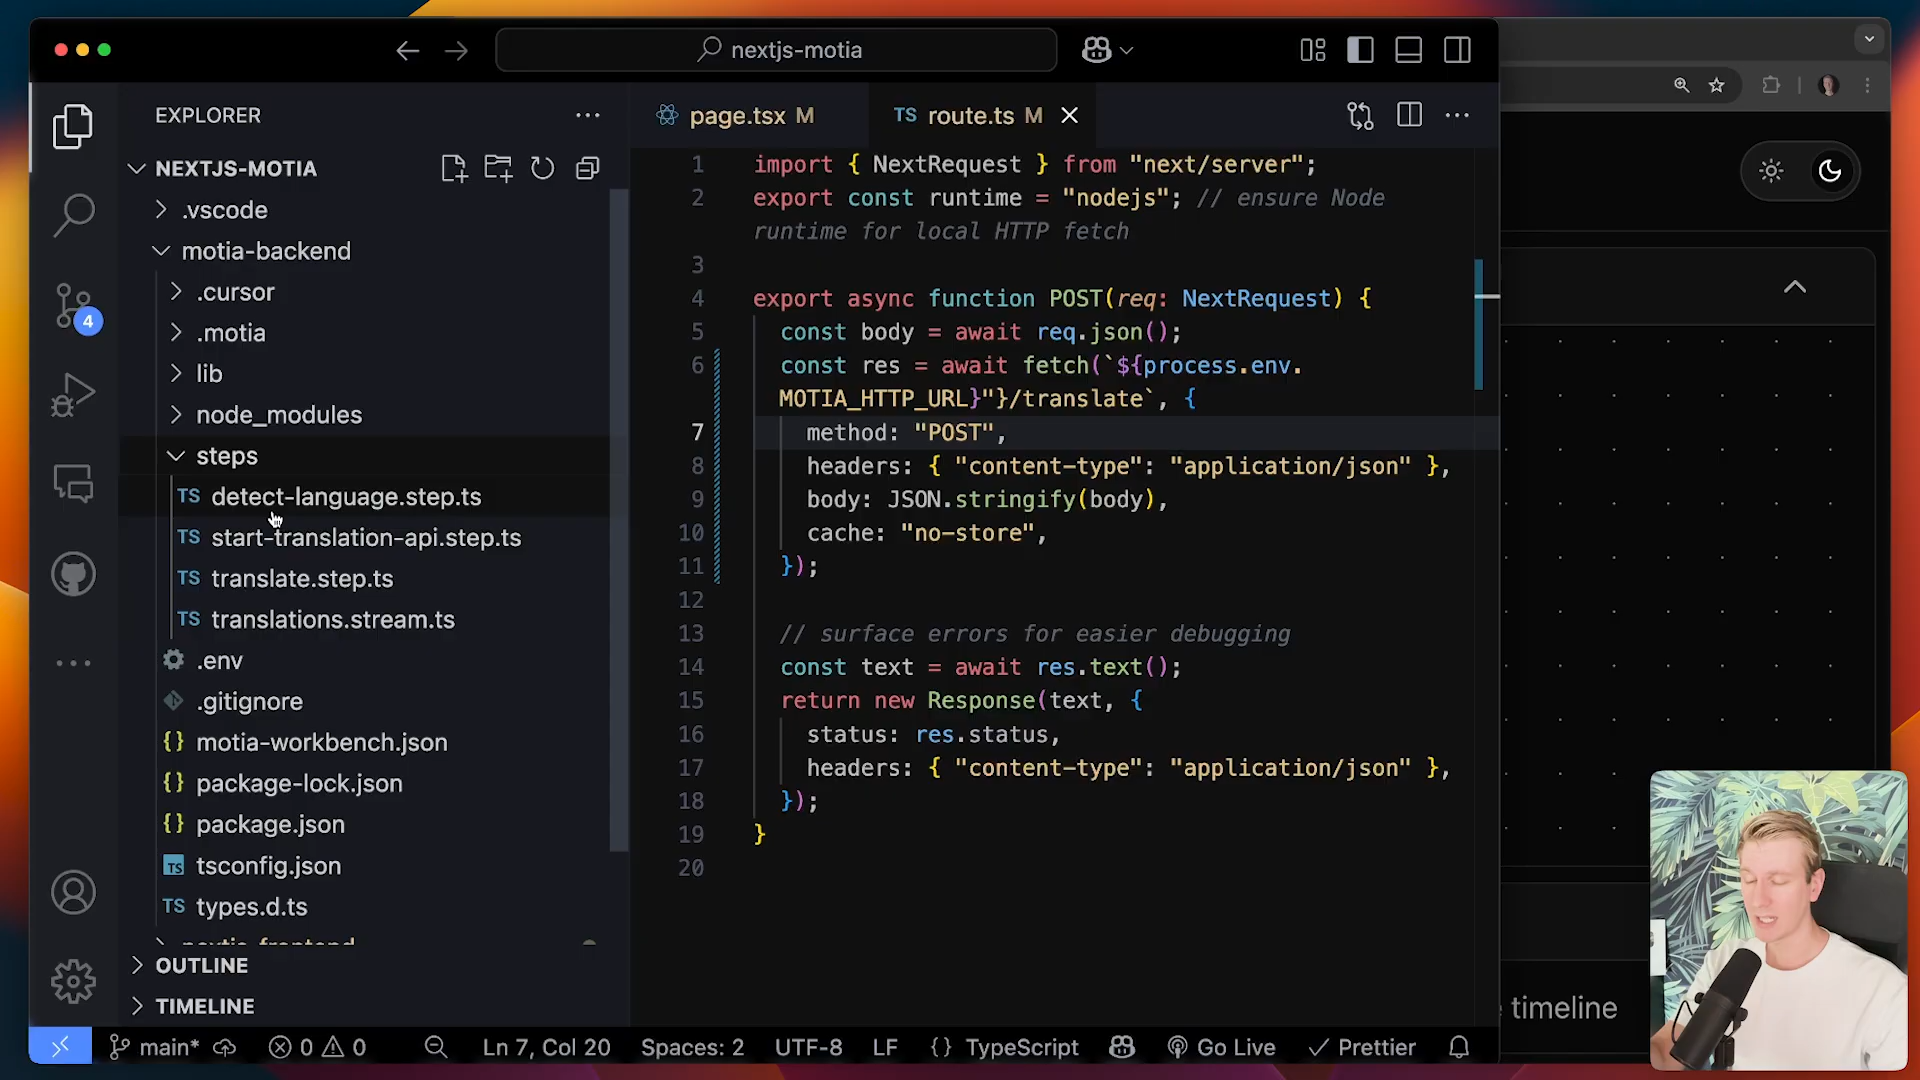 nextjs-motia
EXPLORER
NEXTJS-MOTIA
.vscode
motia-backend
.cursor
.motia
lib
node_modules
steps
TS detect-language.step.ts
TS start-translation-api.step.ts
TS translate.step.ts
TS translations.stream.ts
.env
.gitignore
{} motia-workbench.json
{} package-lock.json
{} package.json
TS tsconfig.json
TS types.d.ts
OUTLINE
TIMELINE
4
page.tsx M
TS route.ts M
1 import { NextRequest } from "next/server";
2 export const runtime = "nodejs"; // ensure Node
runtime for local HTTP fetch
3
4 export async function POST(req: NextRequest) {
5 const body = await req.json();
6 const res = await fetch(`${process.env.
MOTIA_HTTP_URL}"}/translate`, {
7 method: "POST",
8 headers: { "content-type": "application/json" },
9 body: JSON.stringify(body),
10 cache: "no-store",
11 });
12
13 // surface errors for easier debugging
14 const text = await res.text();
15 return new Response(text, {
16 status: res.status,
17 headers: { "content-type": "application/json" },
18 });
19 }
20
timeline
main* 0 0 Ln 7, Col 20 Spaces: 2 UTF-8 LF {} TypeScript Go Live Prettier